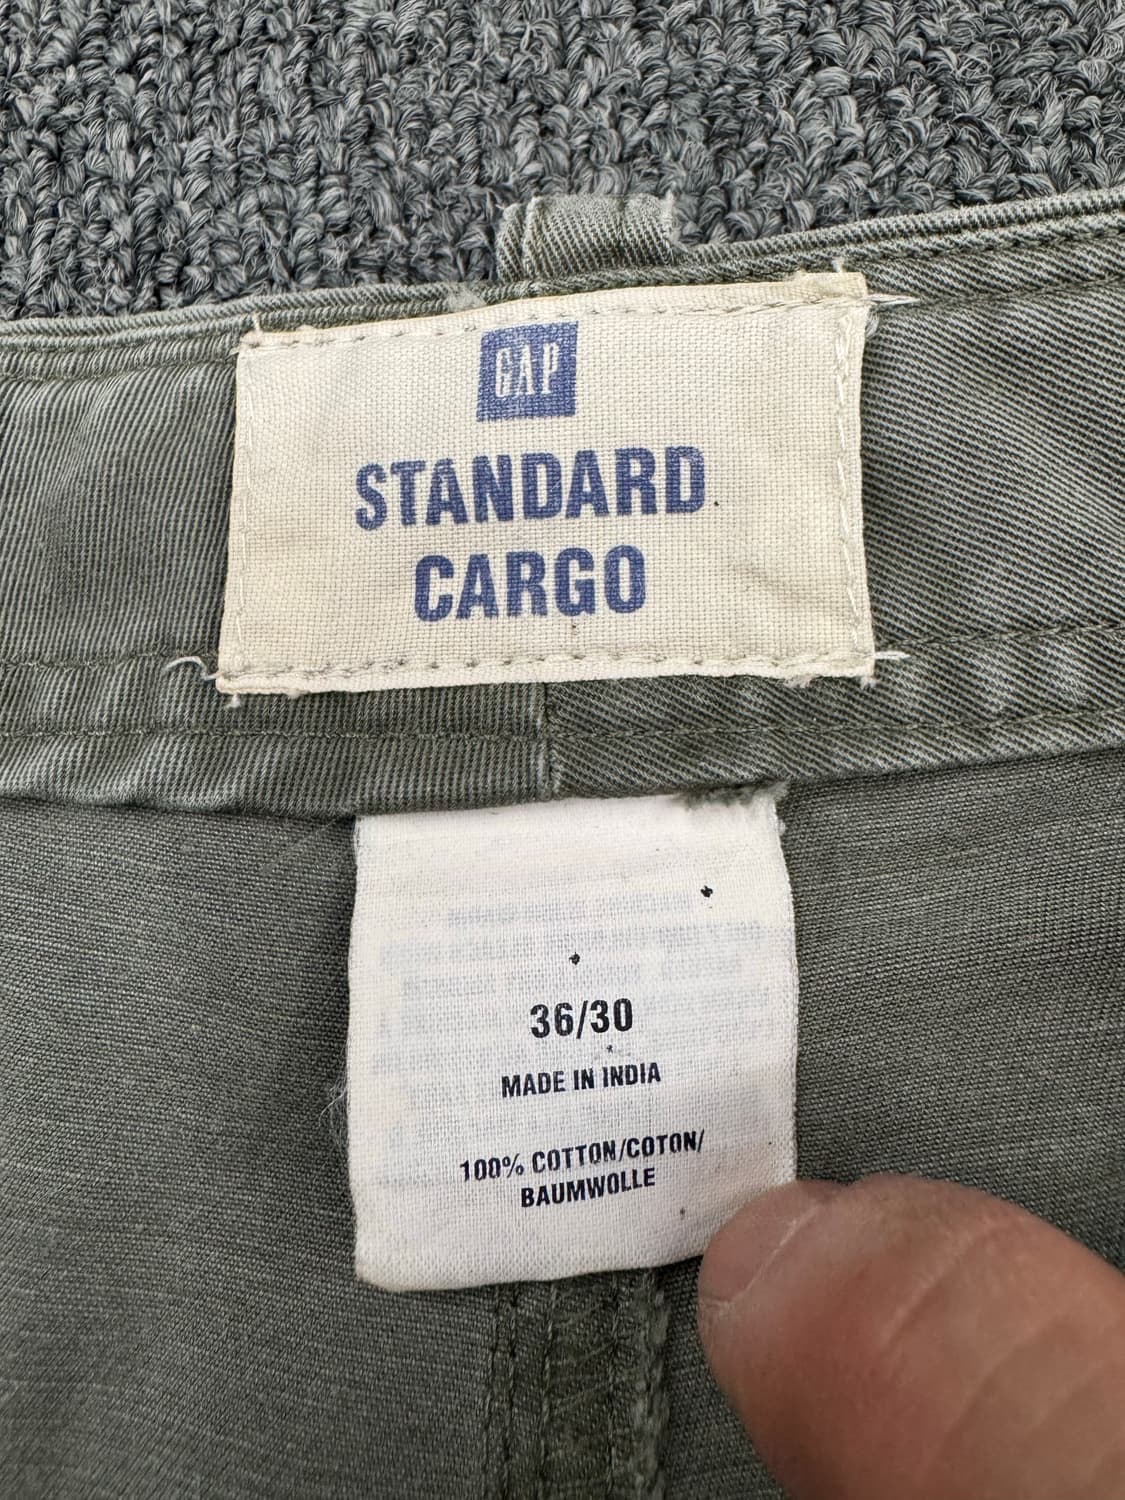 GAP
STANDARD
CARGO
36/30
MADE IN INDIA
100% COTTON/COTON/
BAUMWOLLE